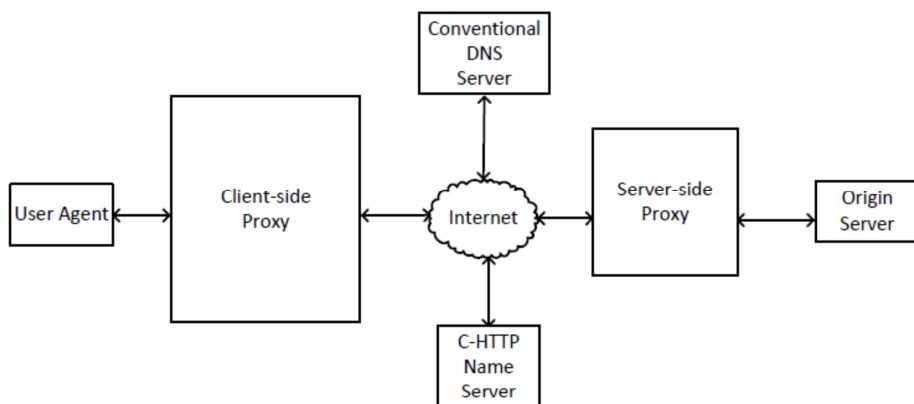 Conventional
DNS
Server
User Agent
Client-side
Proxy
Internet
Server-side
Proxy
Origin
Server
C-HTTP
Name
Server